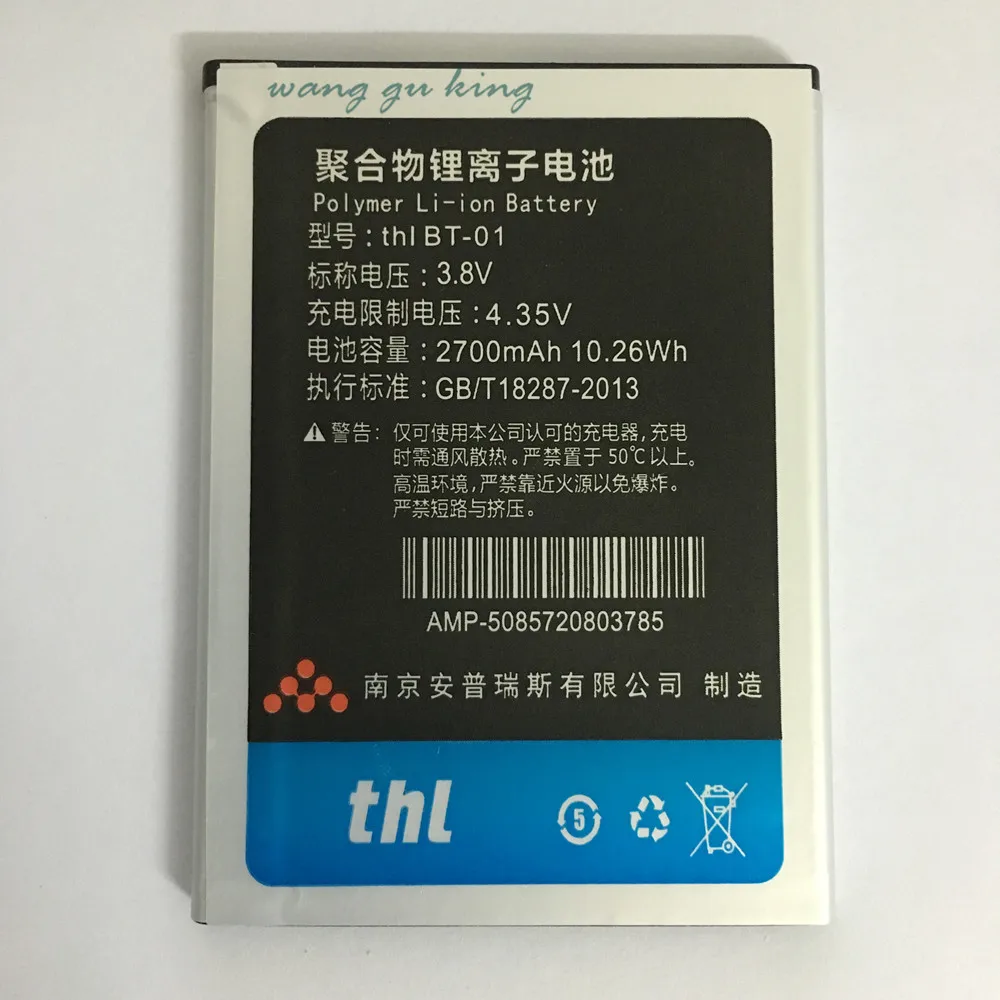 wang gu king
聚合物锂离子电池
Polymer Li-ion Battery
型号：thl BT-01
标称电压：3.8V
充电限制电压：4.35V
电池容量：2700mAh 10.26Wh
执行标准：GB/T18287-2013
警告：仅可使用本公司认可的充电器，充电
时需通风散热。严禁置于 50℃ 以上。
高温环境，严禁靠近火源以免爆炸。
严禁短路与挤压。
AMP-5085720803785
南京安普瑞斯有限公司 制造
thl
5